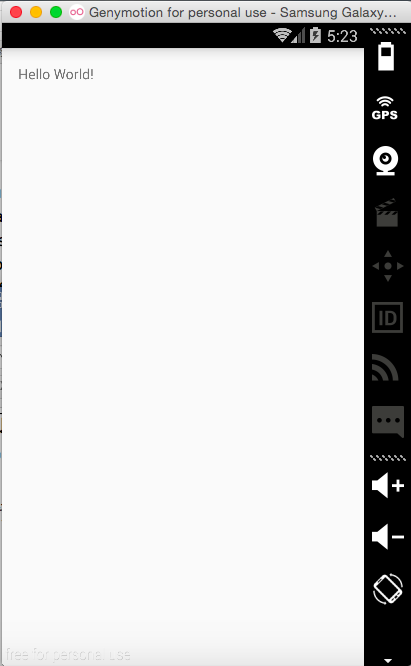 Genymotion for personal use - Samsung Galaxy...
5:23
Hello World!
GPS
ID
free for personal use